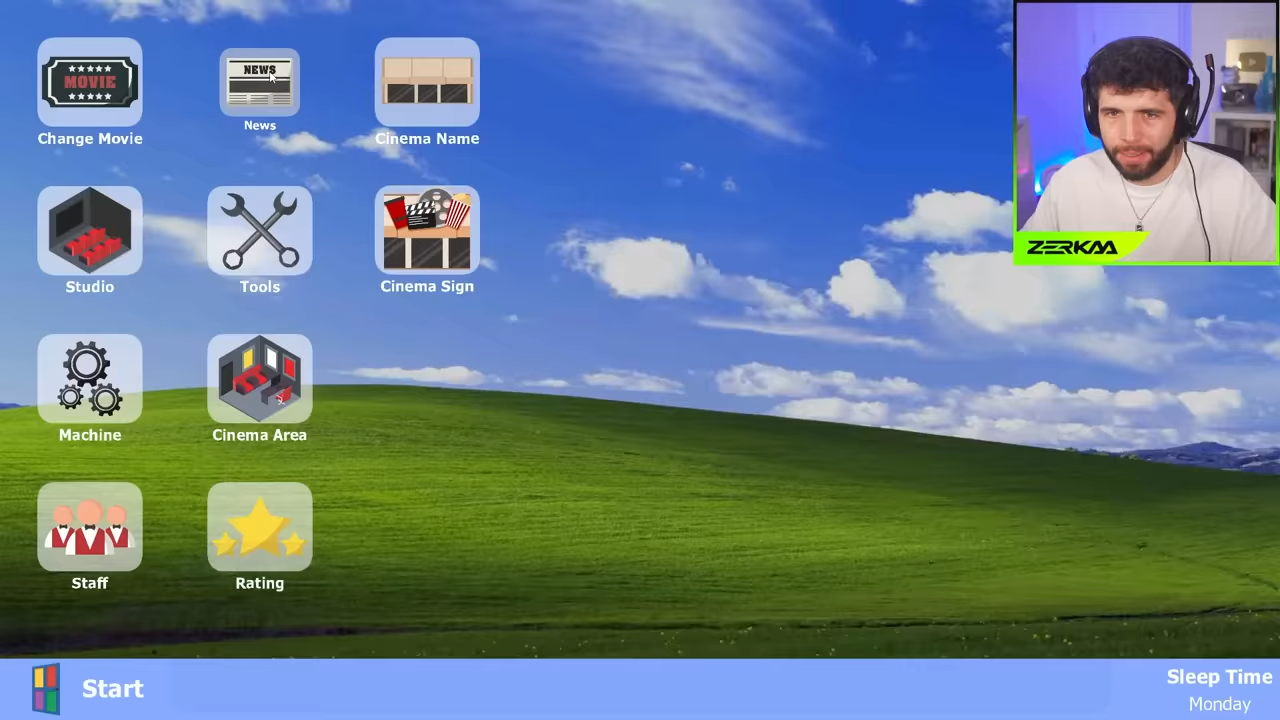 MOVIE
Change Movie
NEWS
News
Cinema Name
Studio
Tools
Cinema Sign
Machine
Cinema Area
Staff
Rating
ZERKAA
Start
Sleep Time
Monday